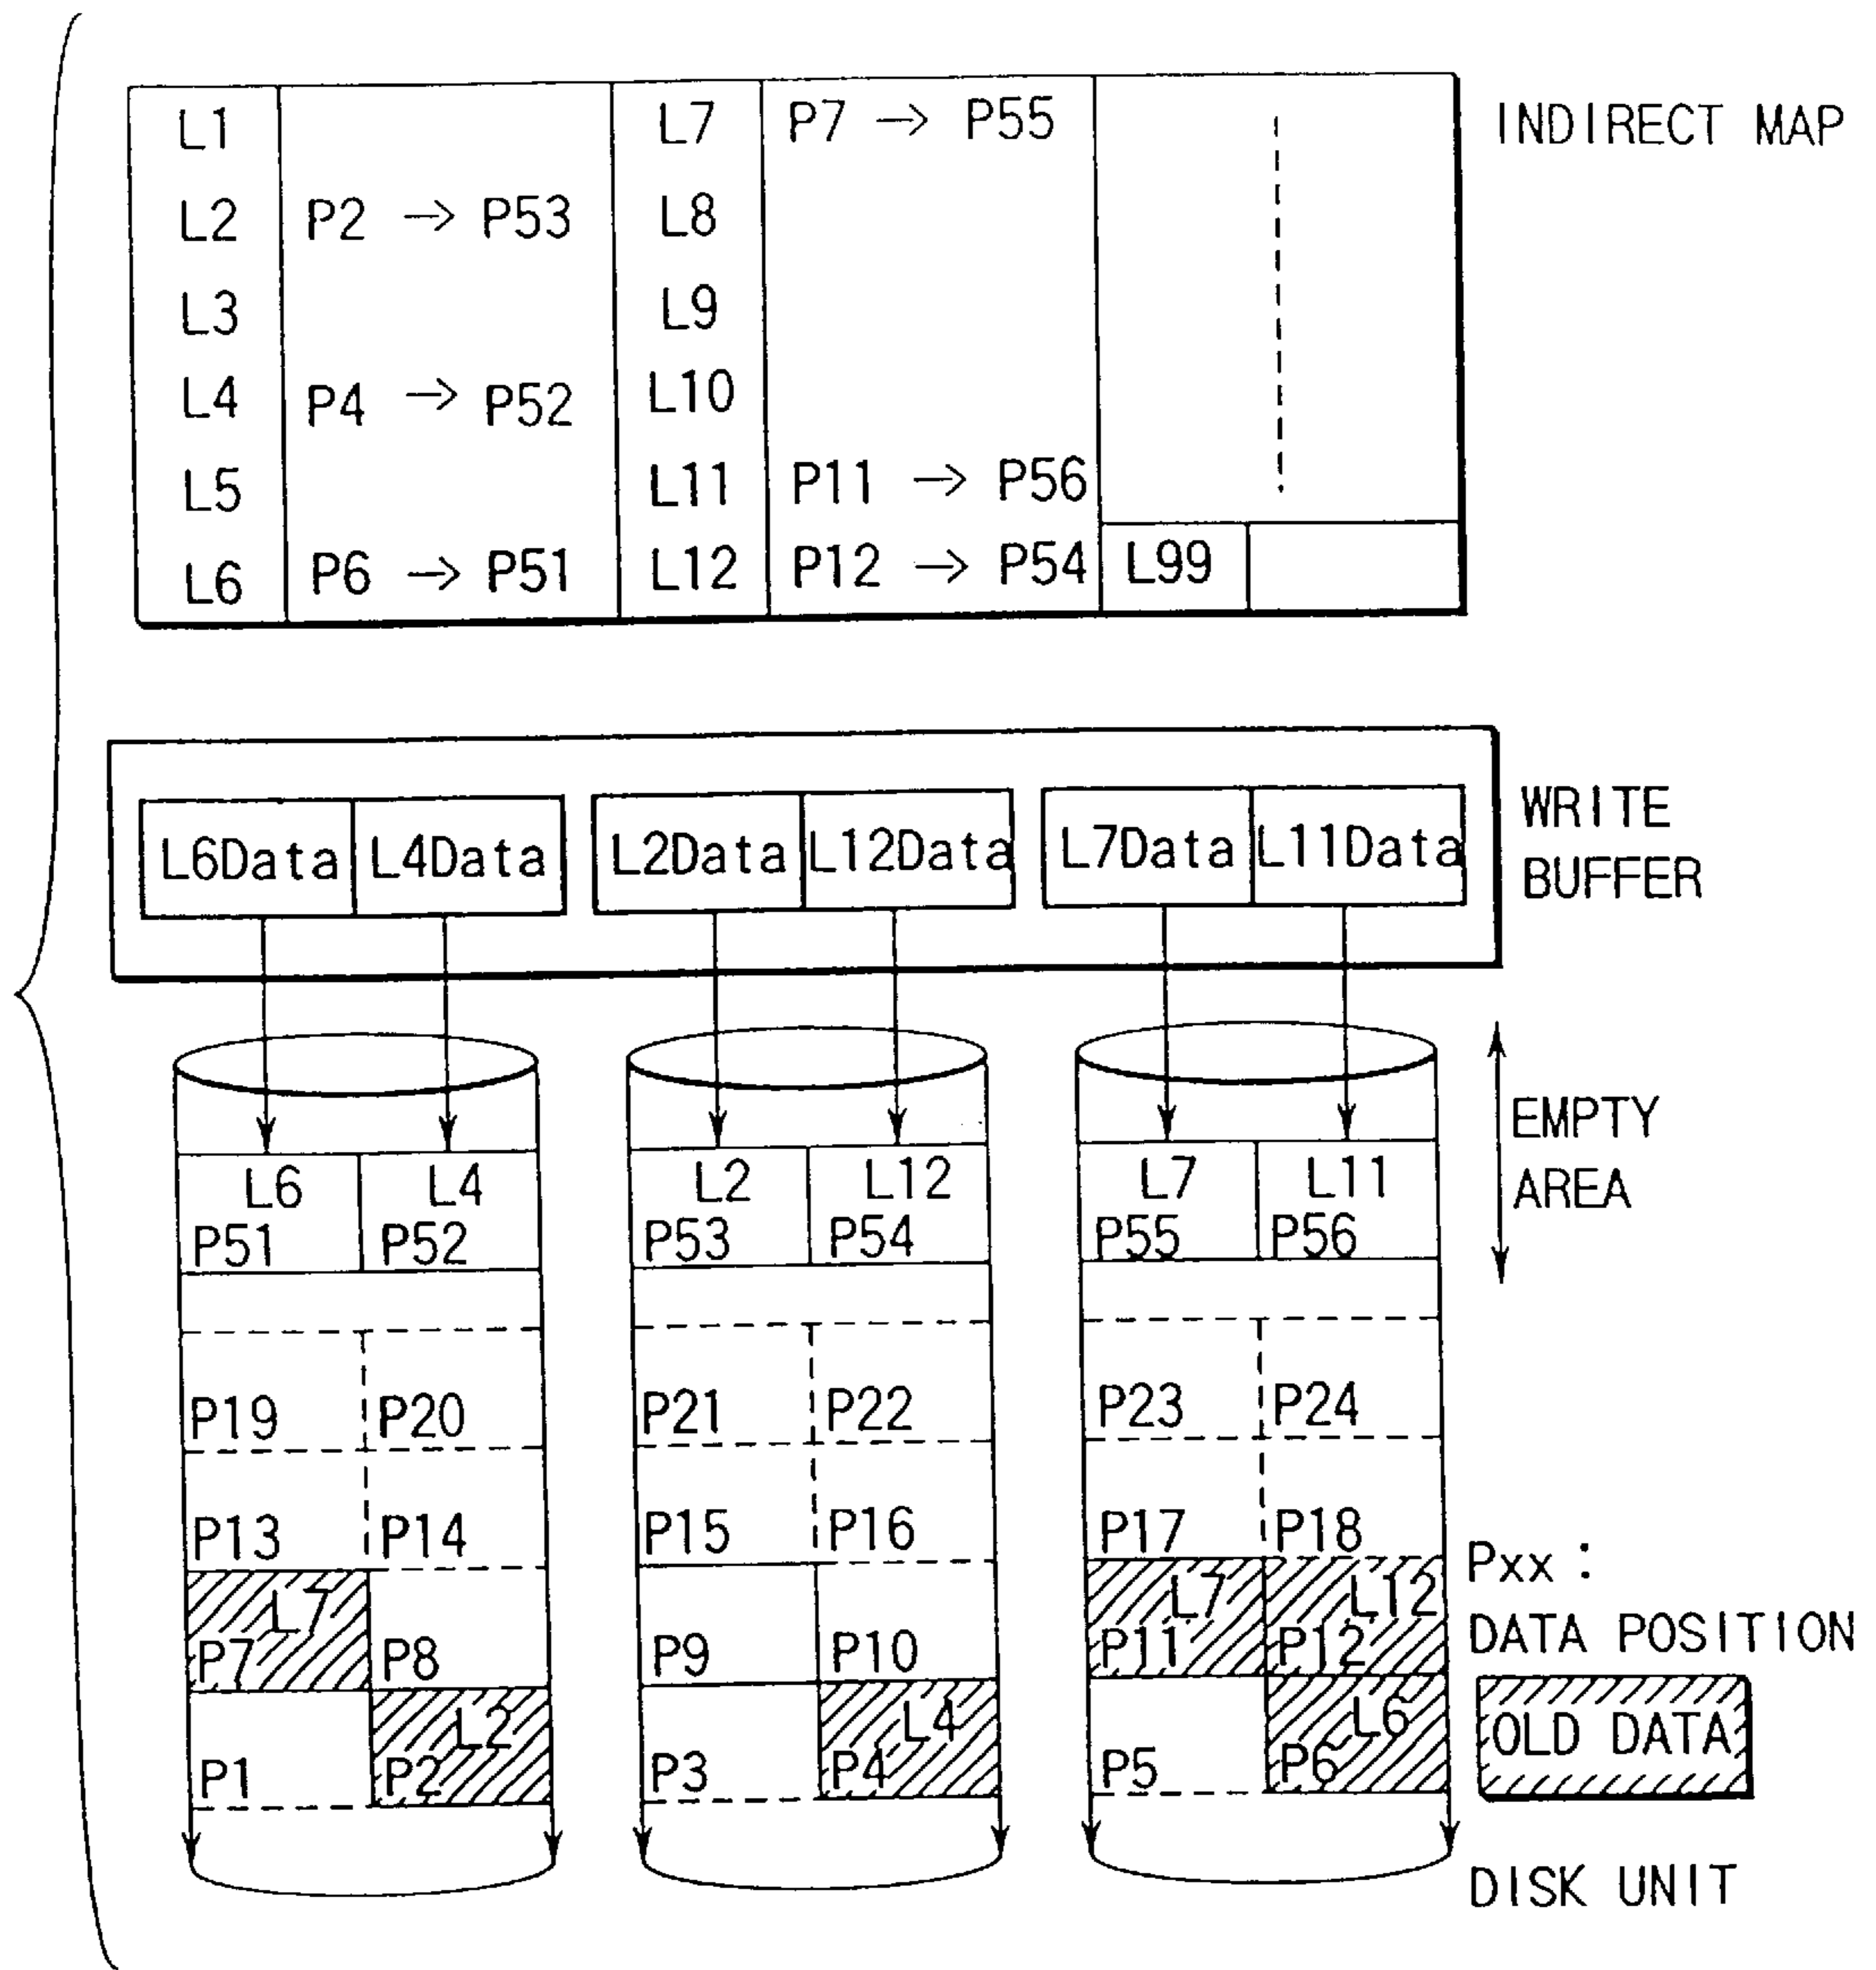 L1 L7 P7 → P55 INDIRECT MAP
L2 P2 → P53 L8
L3 L9
L4 P4 → P52 L10
L5 L11 P11 → P56
L6 P6 → P51 L12 P12 → P54 L99
L6Data L4Data L2Data L12Data L7Data L11Data
WRITE
BUFFER
L6 L4 L2 L12 L7 L11
P51 P52 P53 P54 P55 P56
EMPTY
AREA
P19 P20 P21 P22 P23 P24
P13 P14 P15 P16 P17 P18
L7 L7 L12
P7 P8 P9 P10 P11 P12
L2 L4 L6
P1 P2 P3 P4 P5 P6
Pxx :
DATA POSITION
OLD DATA
DISK UNIT